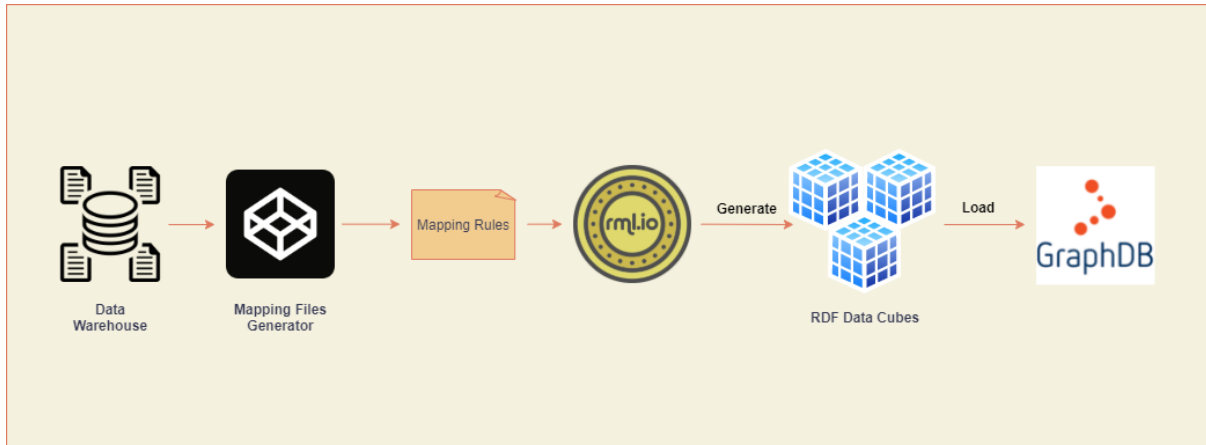 Data
Warehouse
Mapping Files
Generator
Mapping Rules
rml.io
Generate
RDF Data Cubes
Load
GraphDB